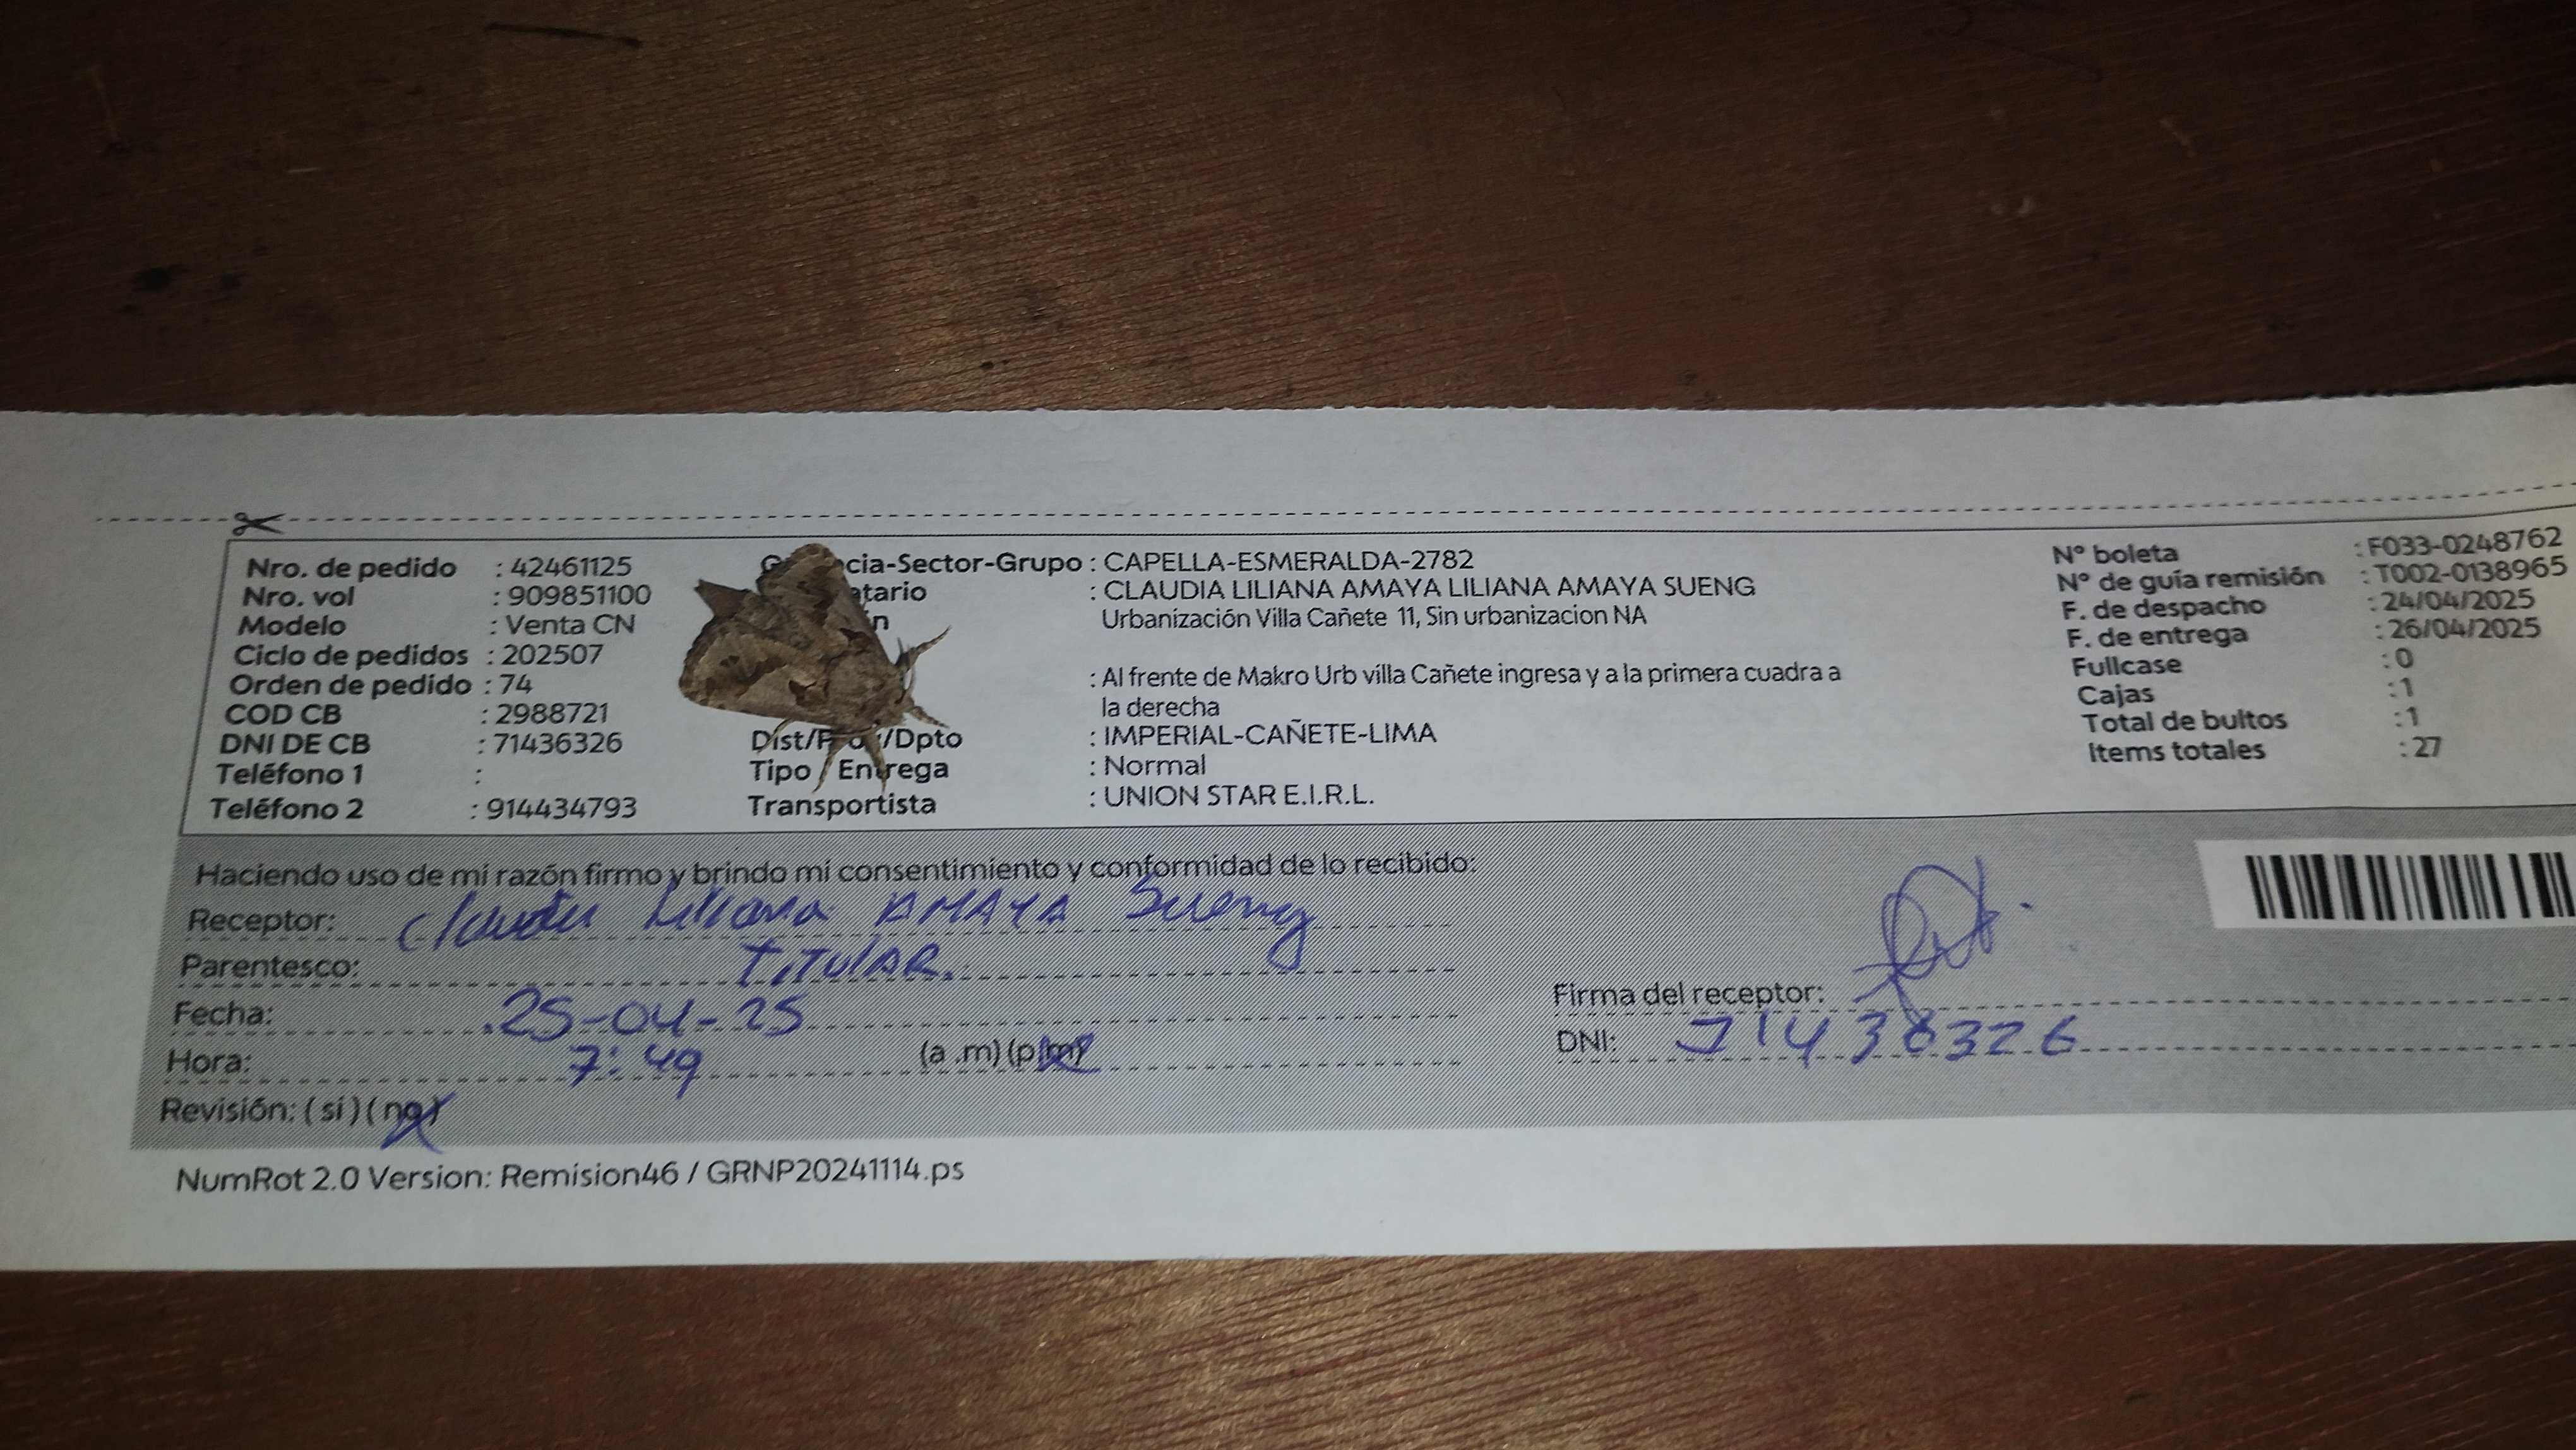 Nro. de pedido : 42461125
Nro. vol : 909851100
Modelo : Venta CN
Ciclo de pedidos : 202507
Orden de pedido : 74
COD CB : 2988721
DNI DE CB : 71436326
Teléfono 1 :
Teléfono 2 : 914434793
cia-Sector-Grupo : CAPELLA-ESMERALDA-2782
atario : CLAUDIA LILIANA AMAYA LILIANA AMAYA SUENG
n Urbanización Villa Cañete 11, Sin urbanizacion NA
: Al frente de Makro Urb villa Cañete ingresa y a la primera cuadra a
la derecha
Dist/Prov/Dpto : IMPERIAL-CAÑETE-LIMA
Tipo Entrega : Normal
Transportista : UNION STAR E.I.R.L.
N° boleta : F033-0248762
N° de guía remisión : T002-0138965
F. de despacho : 24/04/2025
F. de entrega : 26/04/2025
Fullcase : 0
Cajas : 1
Total de bultos : 1
Items totales : 27
Haciendo uso de mi razón firmo y brindo mi consentimiento y conformidad de lo recibido:
Receptor: Claudia Liliana AMAYA Sueng
Parentesco: TITULAR.
Fecha: 25-04-25
Hora: 7:49 (a .m) (p.m)
Revisión: ( si ) ( no )
Firma del receptor:
DNI: 71436326
NumRot 2.0 Version: Remision46 / GRNP20241114.ps